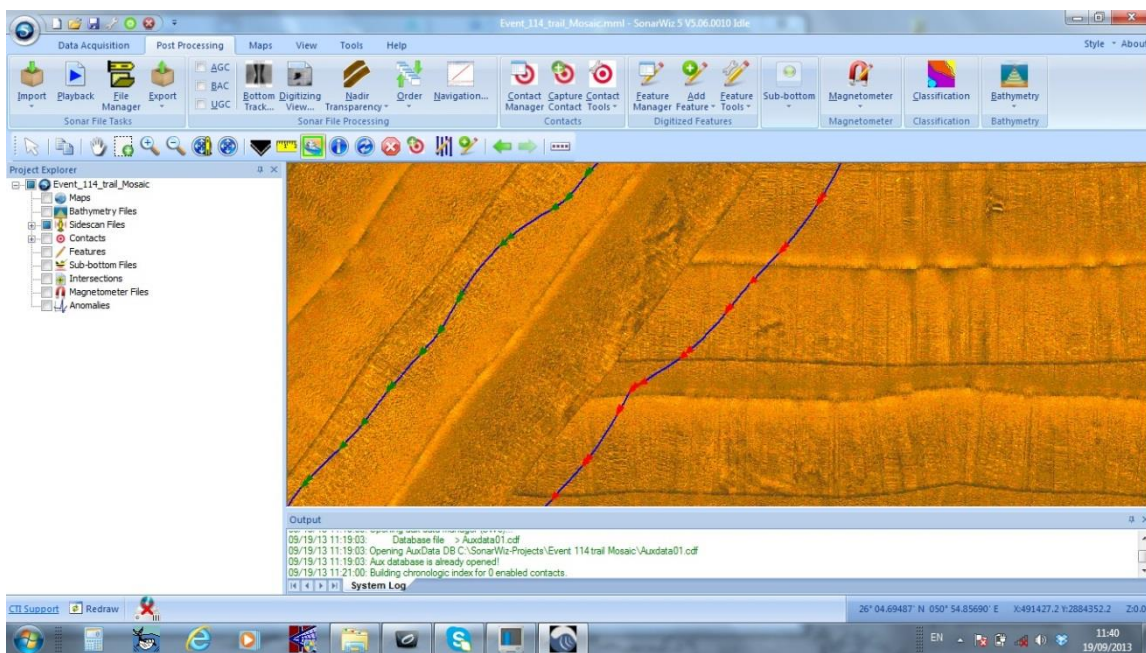 Event_114_trail_Mosaic.mml - SonarWiz 5 V5.06.0010 Idle
Data Acquisition Post Processing Maps View Tools Help Style About
Import Playback File Manager Export
AGC
BAC
UGC
Bottom Track... Digitizing View... Nadir Transparency Order Navigation...
Contact Manager Capture Contact Contact Tools
Feature Manager Add Feature Feature Tools
Sub-bottom Magnetometer Classification Bathymetry
Sonar File Tasks Sonar File Processing Contacts Digitized Features Magnetometer Classification Bathymetry
Project Explorer
Event_114_trail_Mosaic
Maps
Bathymetry Files
Sidescan Files
Contacts
Features
Sub-bottom Files
Intersections
Magnetometer Files
Anomalies
Output
09/19/13 11:19:03: Database file > Auxdata01.cdf
09/19/13 11:19:03: Opening AuxData DB C:\SonarWiz-Projects\Event 114 trail Mosaic\Auxdata01.cdf
09/19/13 11:19:03: Aux database is already opened!
09/19/13 11:21:00: Building chronologic index for 0 enabled contacts.
System Log
CTI Support Redraw 26° 04.69487' N 050° 54.85690' E X:491427.2 Y:2884352.2 Z:0.0
EN 11:40
19/09/2013